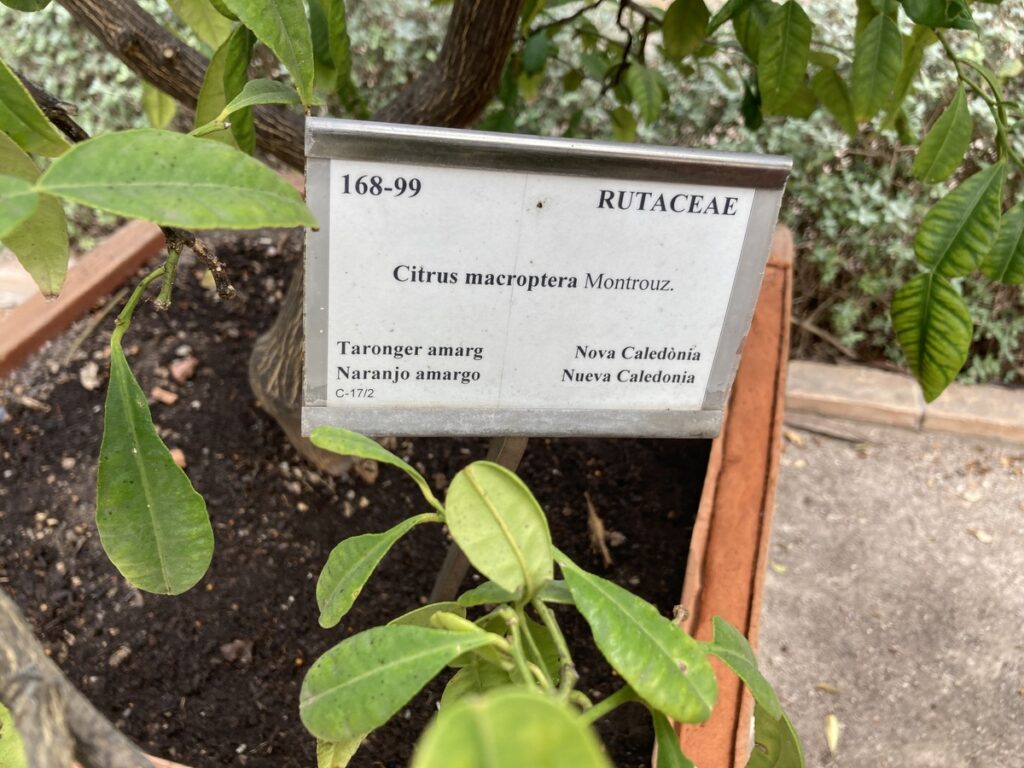 168-99 RUTACEAE
Citrus macroptera Montrouz.
Taronger amarg Nova Caledònia
Naranjo amargo Nueva Caledonia
C-17/2